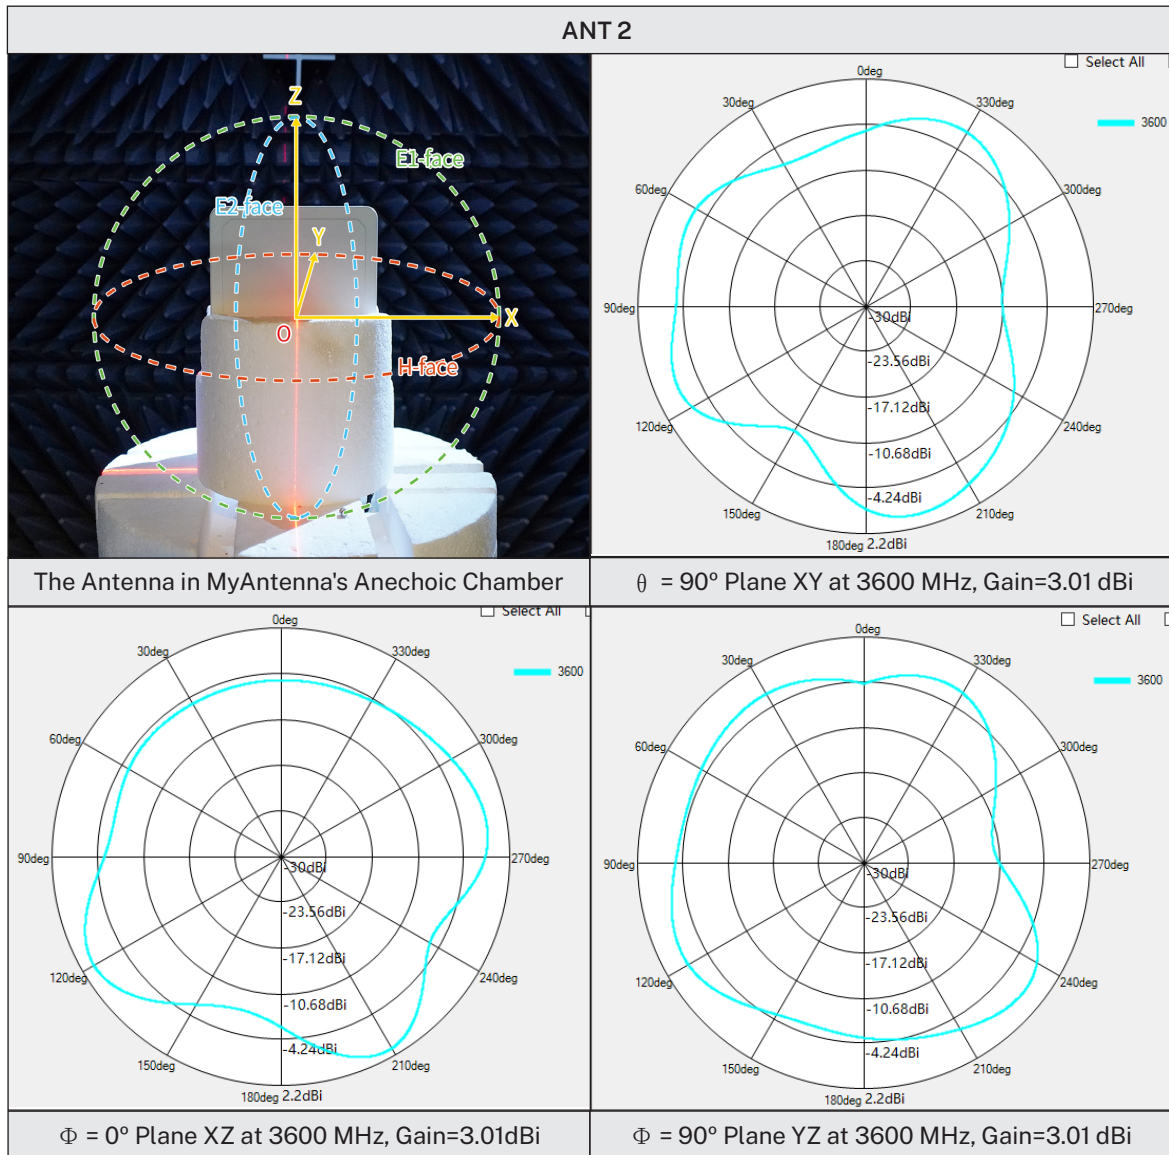 ANT 2
Z
E1-face
E2-face
Y
X
O
H-face
Select All
3600
0deg
30deg
330deg
60deg
300deg
90deg
270deg
-30dBi
-23.56dBi
-17.12dBi
-10.68dBi
-4.24dBi
120deg
240deg
150deg
210deg
180deg 2.2dBi
The Antenna in MyAntenna's Anechoic Chamber
θ = 90° Plane XY at 3600 MHz, Gain=3.01 dBi
Select All
3600
0deg
30deg
330deg
60deg
300deg
90deg
270deg
-30dBi
-23.56dBi
-17.12dBi
-10.68dBi
-4.24dBi
120deg
240deg
150deg
210deg
180deg 2.2dBi
Select All
3600
0deg
30deg
330deg
60deg
300deg
90deg
270deg
-30dBi
-23.56dBi
-17.12dBi
-10.68dBi
-4.24dBi
120deg
240deg
150deg
210deg
180deg 2.2dBi
Φ = 0° Plane XZ at 3600 MHz, Gain=3.01dBi
Φ = 90° Plane YZ at 3600 MHz, Gain=3.01 dBi